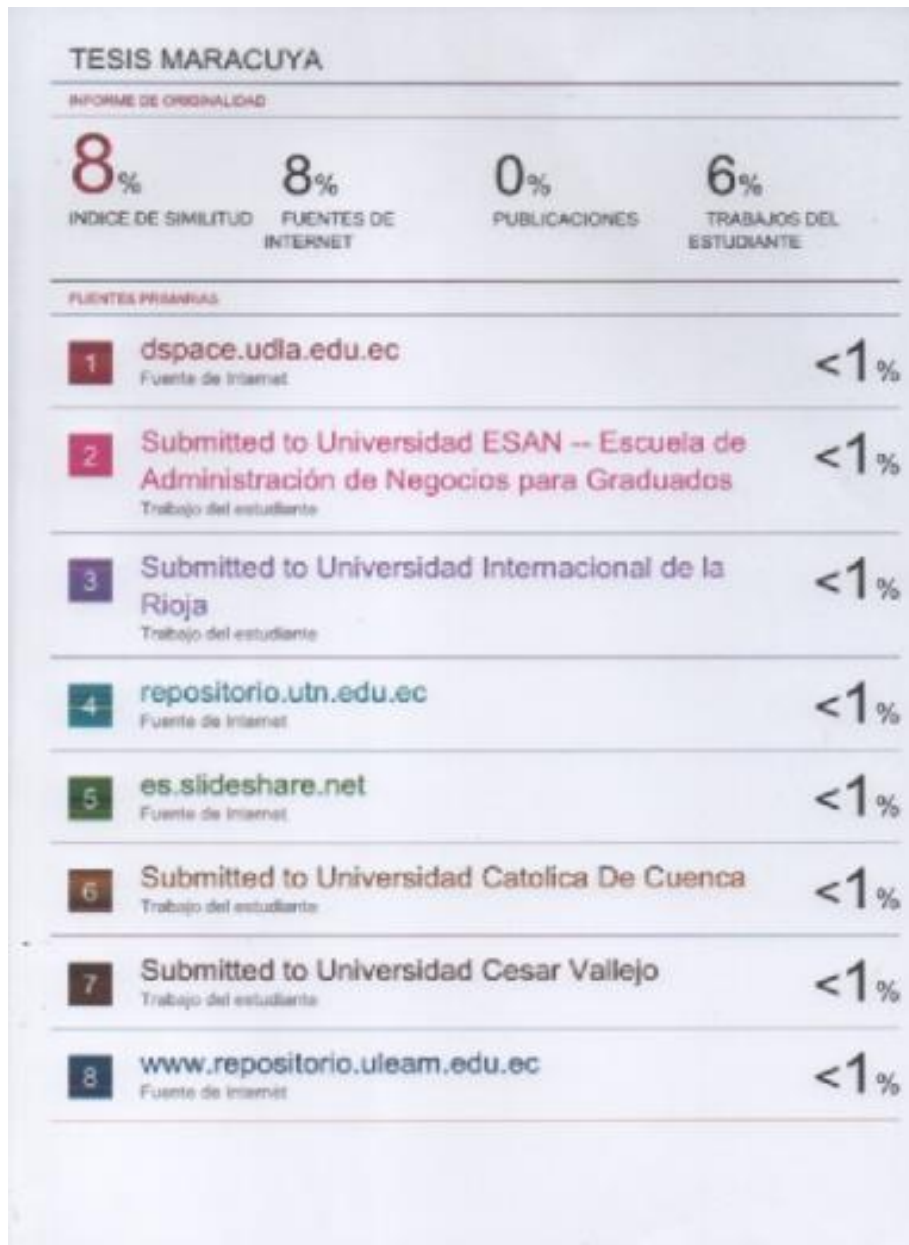 TESIS MARACUYA
INFORME DE ORIGINALIDAD
8%
INDICE DE SIMILITUD
8%
FUENTES DE
INTERNET
0%
PUBLICACIONES
6%
TRABAJOS DEL
ESTUDIANTE
FUENTES PRIMARIAS
1
dspace.udla.edu.ec
Fuente de Internet
<1%
2
Submitted to Universidad ESAN -- Escuela de
Administración de Negocios para Graduados
Trabajo del estudiante
<1%
3
Submitted to Universidad Internacional de la
Rioja
Trabajo del estudiante
<1%
4
repositorio.utn.edu.ec
Fuente de Internet
<1%
5
es.slideshare.net
Fuente de Internet
<1%
6
Submitted to Universidad Catolica De Cuenca
Trabajo del estudiante
<1%
7
Submitted to Universidad Cesar Vallejo
Trabajo del estudiante
<1%
8
www.repositorio.uleam.edu.ec
Fuente de Internet
<1%